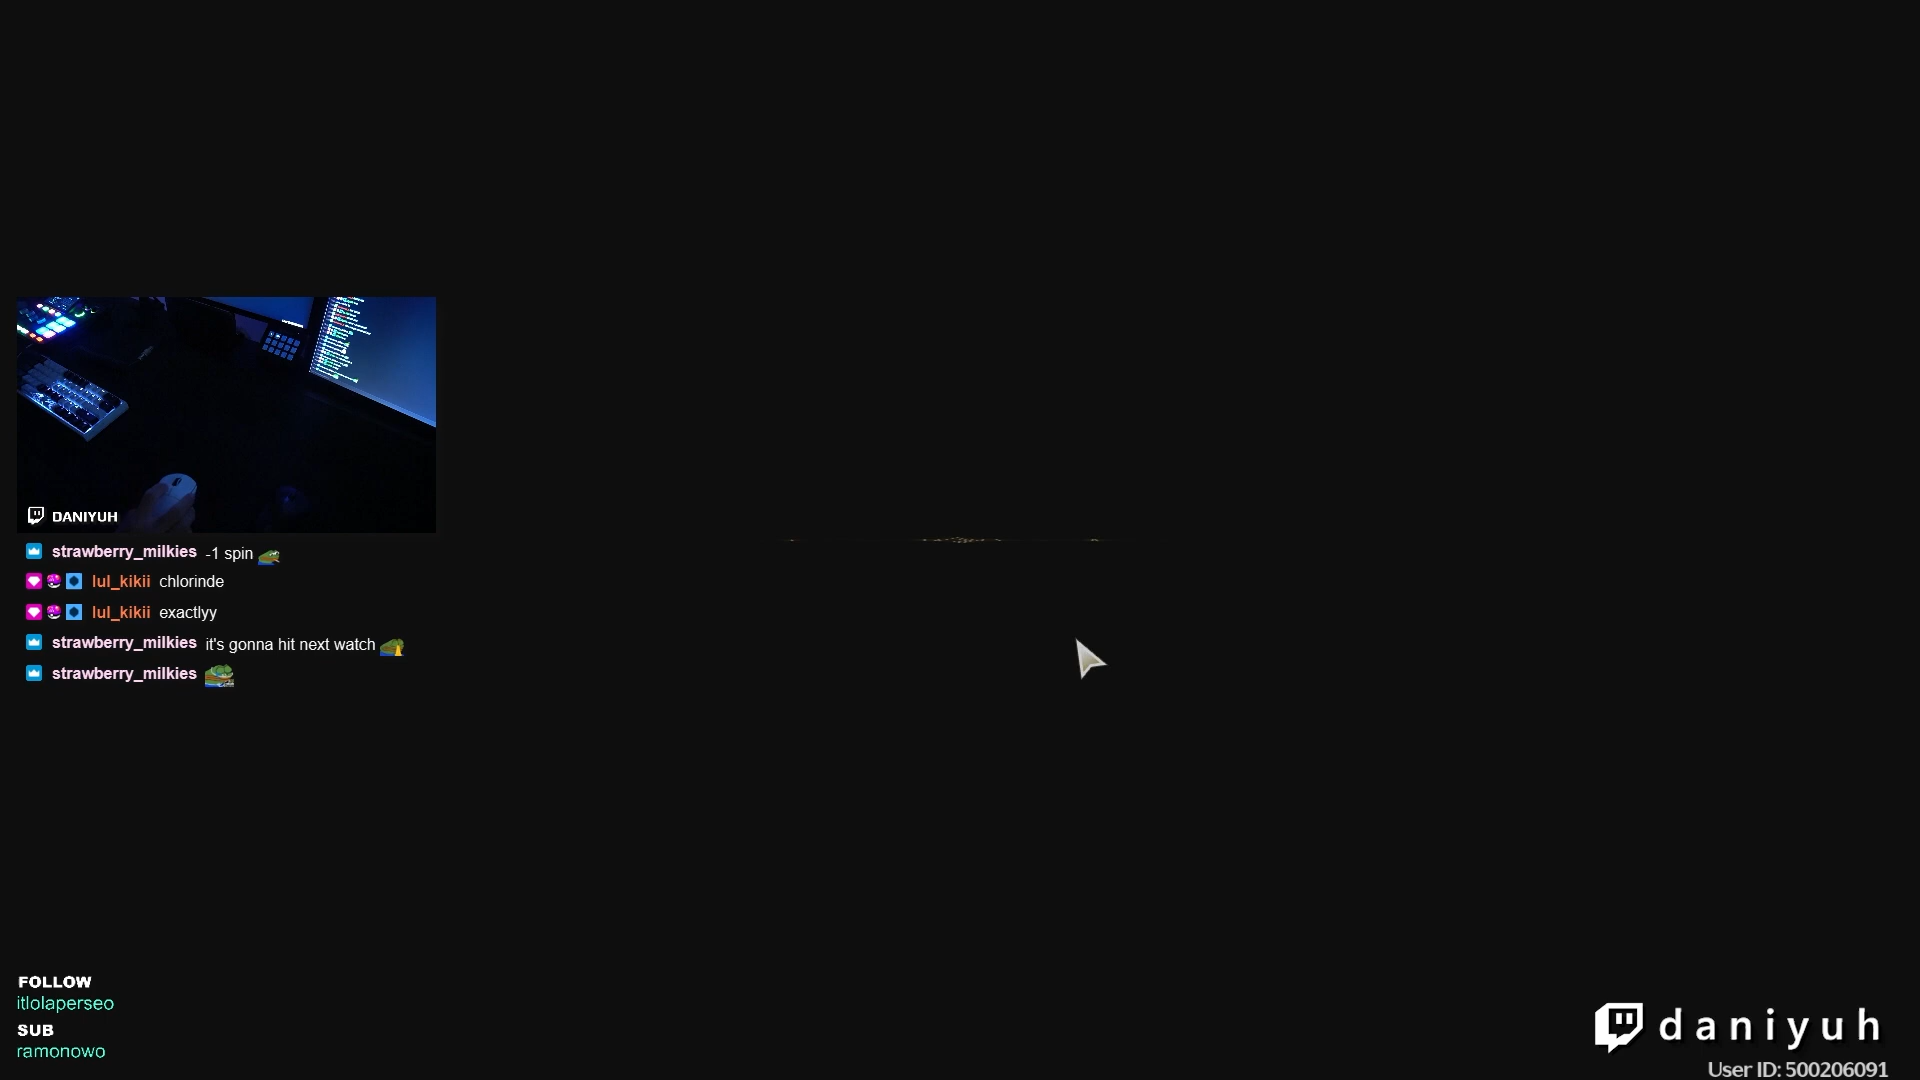 DANIYUH
strawberry_milkies -1 spin
lul_kikii chlorinde
lul_kikii exactlyy
strawberry_milkies it's gonna hit next watch
strawberry_milkies
FOLLOW
itlolaperseo
SUB
ramonowo
daniyuh
User ID: 500206091